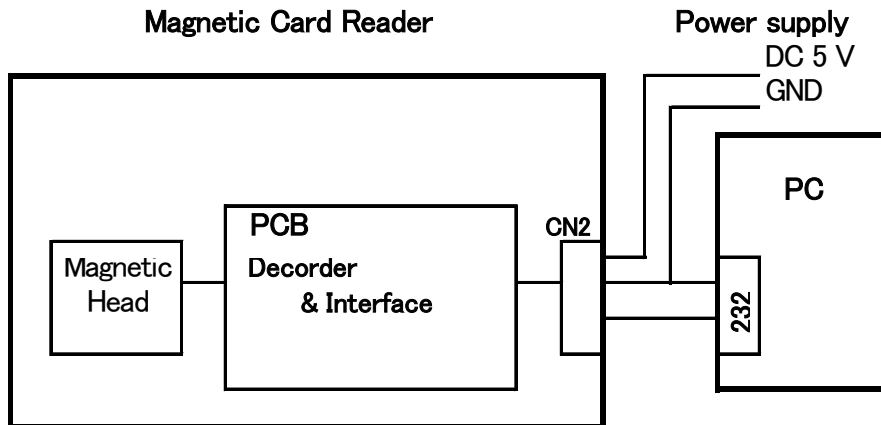 Magnetic Card Reader
Power supply
DC 5 V
GND
PC
PCB
CN2
Decorder
& Interface
Magnetic
Head
232